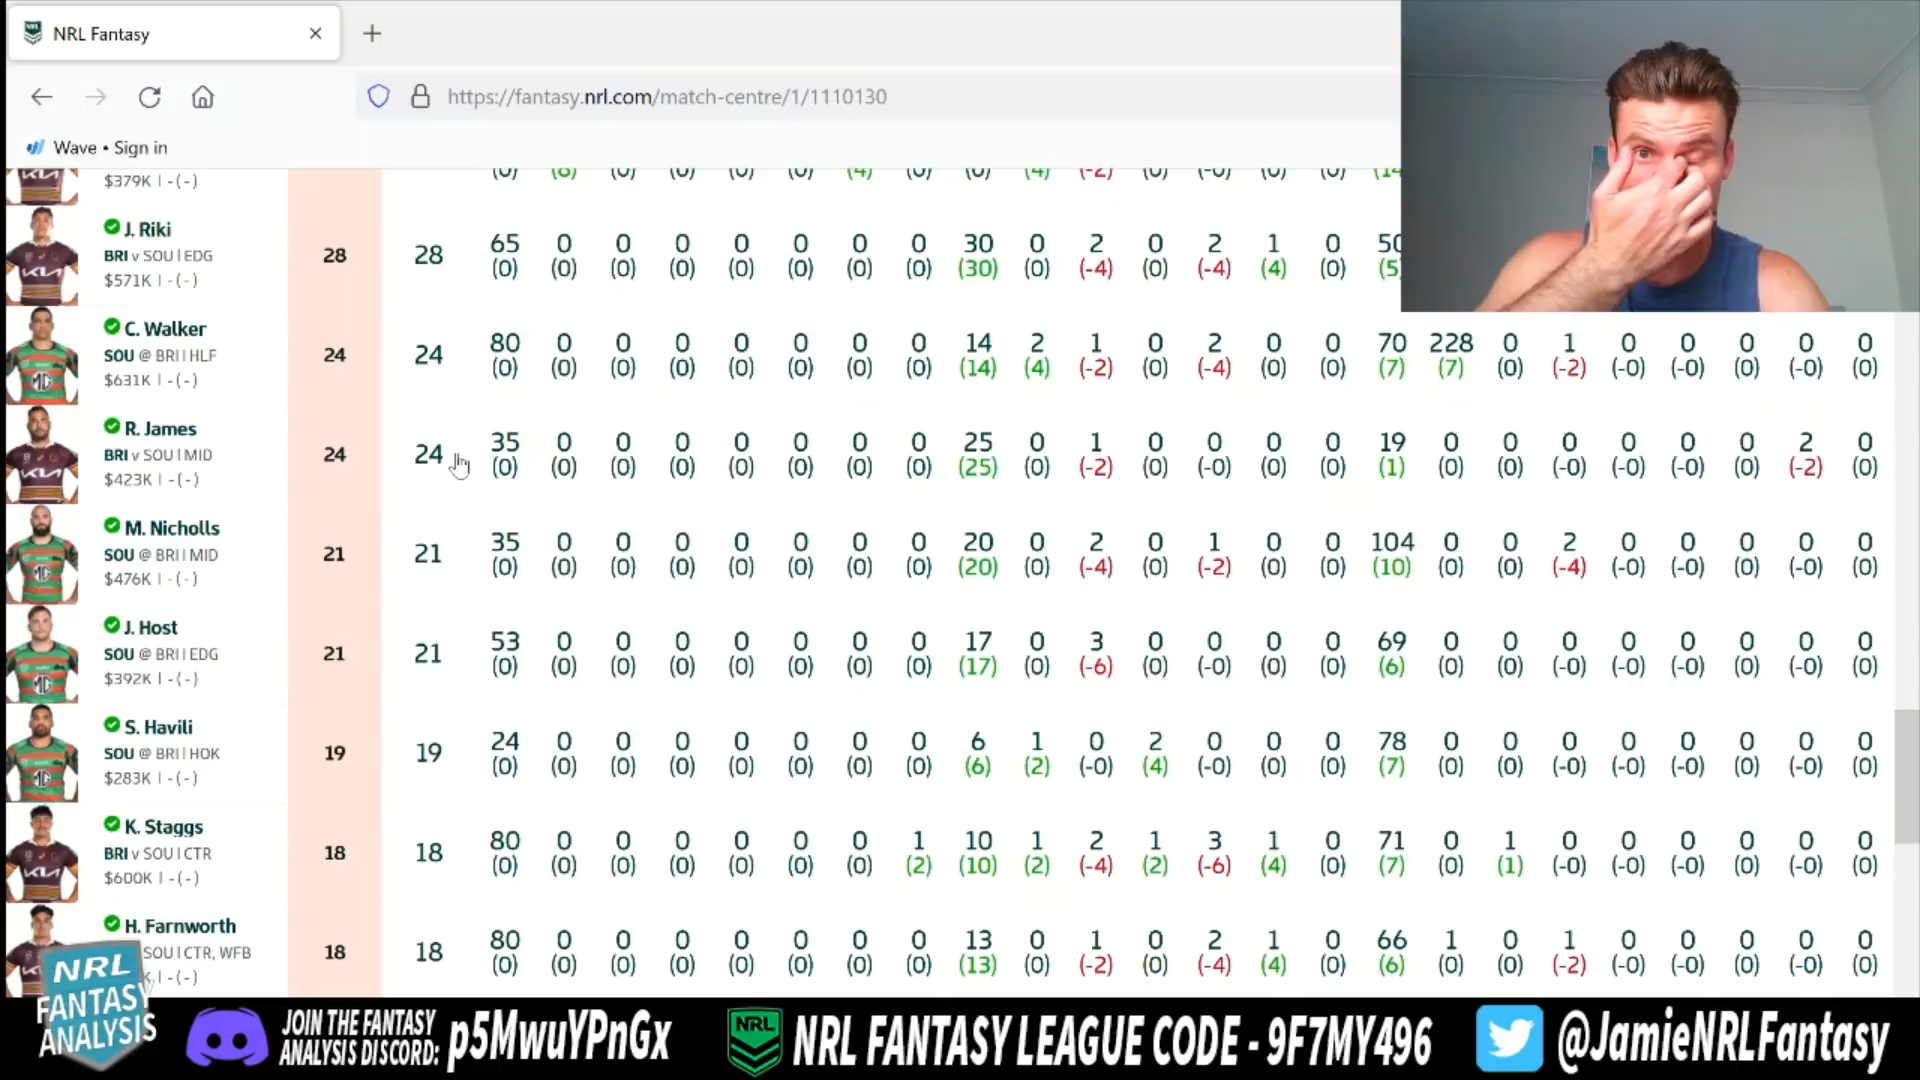 NRL Fantasy
https://fantasy.nrl.com/match-centre/1/1110130
Wave • Sign in
$379K | -(-)
(0) (0) (0) (0) (0) (4) (0) (0) (4) (-2) (0) (-0) (0) (0)
J. Riki
BRI v SOU | EDG
$571K | -(-)
28 28
65 0 0 0 0 0 0 0 30 0 2 0 2 1 0 50
(0) (0) (0) (0) (0) (0) (0) (0) (30) (0) (-4) (0) (-4) (4) (0) (5
C. Walker
SOU @ BRI | HLF
$631K | -(-)
24 24
80 0 0 0 0 0 0 0 14 2 1 0 2 0 0 70 228 0 1 0 0 0 0 0
(0) (0) (0) (0) (0) (0) (0) (0) (14) (4) (-2) (0) (-4) (0) (0) (7) (7) (0) (-2) (-0) (-0) (0) (-0) (0)
R. James
BRI v SOU | MID
$423K | -(-)
24 24
35 0 0 0 0 0 0 0 25 0 1 0 0 0 0 19 0 0 0 0 0 0 2 0
(0) (0) (0) (0) (0) (0) (0) (0) (25) (0) (-2) (0) (-0) (0) (0) (1) (0) (0) (-0) (-0) (-0) (0) (-2) (0)
M. Nicholls
SOU @ BRI | MID
$476K | -(-)
21 21
35 0 0 0 0 0 0 0 20 0 2 0 1 0 0 104 0 0 2 0 0 0 0 0
(0) (0) (0) (0) (0) (0) (0) (0) (20) (0) (-4) (0) (-2) (0) (0) (10) (0) (0) (-4) (-0) (-0) (0) (-0) (0)
J. Host
SOU @ BRI | EDG
$392K | -(-)
21 21
53 0 0 0 0 0 0 0 17 0 3 0 0 0 0 69 0 0 0 0 0 0 0 0
(0) (0) (0) (0) (0) (0) (0) (0) (17) (0) (-6) (0) (-0) (0) (0) (6) (0) (0) (-0) (-0) (-0) (0) (-0) (0)
S. Havili
SOU @ BRI | HOK
$283K | -(-)
19 19
24 0 0 0 0 0 0 0 6 1 0 2 0 0 0 78 0 0 0 0 0 0 0 0
(0) (0) (0) (0) (0) (0) (0) (0) (6) (2) (-0) (4) (-0) (0) (0) (7) (0) (0) (-0) (-0) (-0) (0) (-0) (0)
K. Staggs
BRI v SOU | CTR
$600K | -(-)
18 18
80 0 0 0 0 0 0 1 10 1 2 1 3 1 0 71 0 1 0 0 0 0 0 0
(0) (0) (0) (0) (0) (0) (0) (2) (10) (2) (-4) (2) (-6) (4) (0) (7) (0) (1) (-0) (-0) (-0) (0) (-0) (0)
H. Farnworth
SOU | CTR, WFB
K | -(-)
18 18
80 0 0 0 0 0 0 0 13 0 1 0 2 1 0 66 1 0 1 0 0 0 0 0
(0) (0) (0) (0) (0) (0) (0) (0) (13) (0) (-2) (0) (-4) (4) (0) (6) (0) (0) (-2) (-0) (-0) (0) (-0) (0)
NRL
FANTASY
ANALYSIS
JOIN THE FANTASY
ANALYSIS DISCORD: p5MwuYPnGx
NRL
NRL FANTASY LEAGUE CODE - 9F7MY496
@JamieNRLFantasy